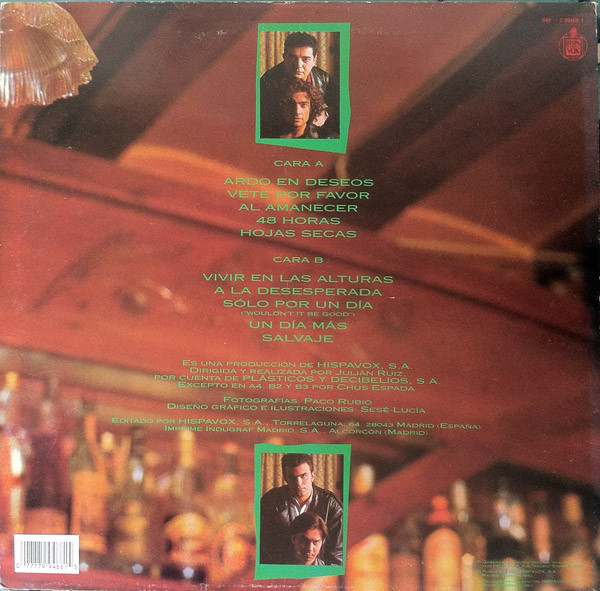 CARA A
ARDO EN DESEOS
VETE POR FAVOR
AL AMANECER
48 HORAS
HOJAS SECAS
CARA B
VIVIR EN LAS ALTURAS
A LA DESESPERADA
SÓLO POR UN DÍA
("WOULDN'T IT BE GOOD")
UN DÍA MÁS
SALVAJE
ES UNA PRODUCCIÓN DE HISPAVOX, S.A.
DIRIGIDA Y REALIZADA POR JULIÁN RUIZ,
POR CUENTA DE PLÁSTICOS Y DECIBELIOS, S.A.
EXCEPTO EN A4, B2 Y B3 POR CHUS ESPADA
FOTOGRAFÍAS: PACO RUBIO
DISEÑO GRÁFICO E ILUSTRACIONES: SESÉ-LUCÍA
EDITADO POR HISPAVOX, S.A., TORRELAGUNA, 64. 28043 MADRID (ESPAÑA)
IMPRIME INDUGRAF MADRID, S.A., ALCORCÓN (MADRID)